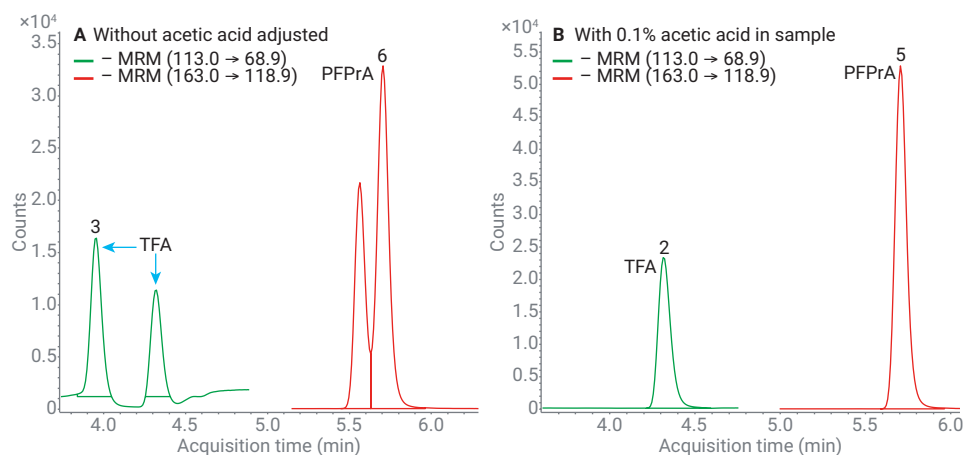 ×10⁴
A Without acetic acid adjusted
– MRM (113.0 → 68.9)
– MRM (163.0 → 118.9)
6
PFPrA
3
TFA
3.5
3.0
2.5
2.0
1.5
1.0
0.5
0
Counts
4.0 4.5 5.0 5.5 6.0
Acquisition time (min)
×10⁴
B With 0.1% acetic acid in sample
– MRM (113.0 → 68.9)
– MRM (163.0 → 118.9)
5
PFPrA
2
TFA
5.5
5.0
4.5
4.0
3.5
3.0
2.5
2.0
1.5
1.0
0.5
0
Counts
4.0 4.5 5.0 5.5 6.0
Acquisition time (min)